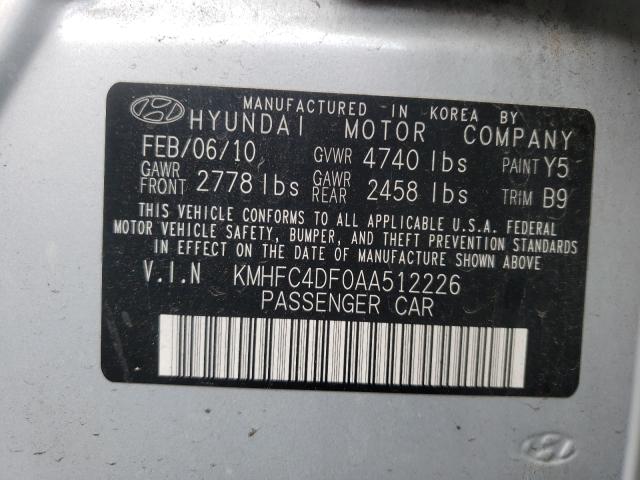 MANUFACTURED IN KOREA BY
HYUNDAI MOTOR COMPANY
FEB/06/10 GVWR 4740 lbs PAINT Y5
GAWR FRONT 2778 lbs GAWR REAR 2458 lbs TRIM B9
THIS VEHICLE CONFORMS TO ALL APPLICABLE U.S.A. FEDERAL
MOTOR VEHICLE SAFETY, BUMPER, AND THEFT PREVENTION STANDARDS
IN EFFECT ON THE DATE OF MANUFACTURE SHOWN ABOVE.
V.I.N KMHFC4DF0AA512226
PASSENGER CAR